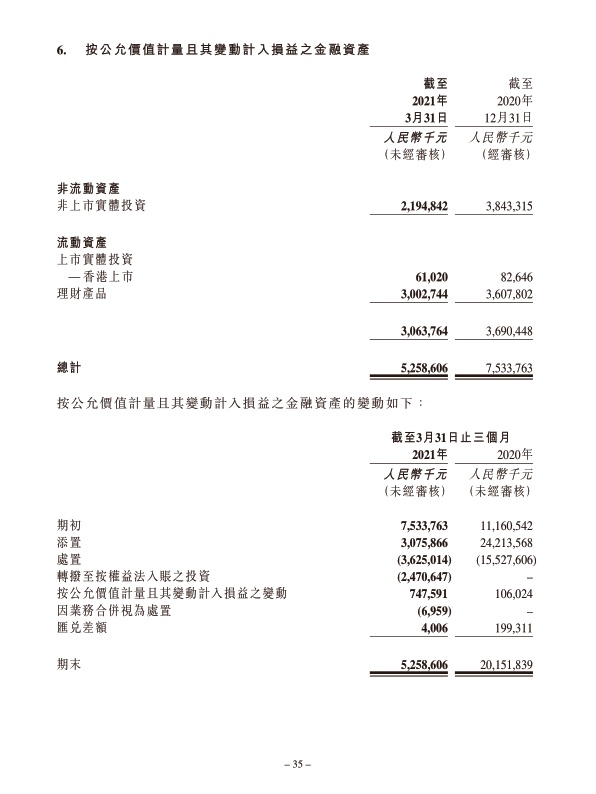 6. 按公允價值計量且其變動計入損益之金融資產
截至 截至
2021年 2020年
3月31日 12月31日
人民幣千元 人民幣千元
(未經審核) (經審核)
非流動資產
非上市實體投資 2,194,842 3,843,315
流動資產
上市實體投資
—香港上市 61,020 82,646
理財產品 3,002,744 3,607,802
3,063,764 3,690,448
總計 5,258,606 7,533,763
按公允價值計量且其變動計入損益之金融資產的變動如下：
截至3月31日止三個月
2021年 2020年
人民幣千元 人民幣千元
(未經審核) (未經審核)
期初 7,533,763 11,160,542
添置 3,075,866 24,213,568
處置 (3,625,014) (15,527,606)
轉撥至按權益法入賬之投資 (2,470,647) –
按公允價值計量且其變動計入損益之變動 747,591 106,024
因業務合併視為處置 (6,959) –
匯兌差額 4,006 199,311
期末 5,258,606 20,151,839
– 35 –